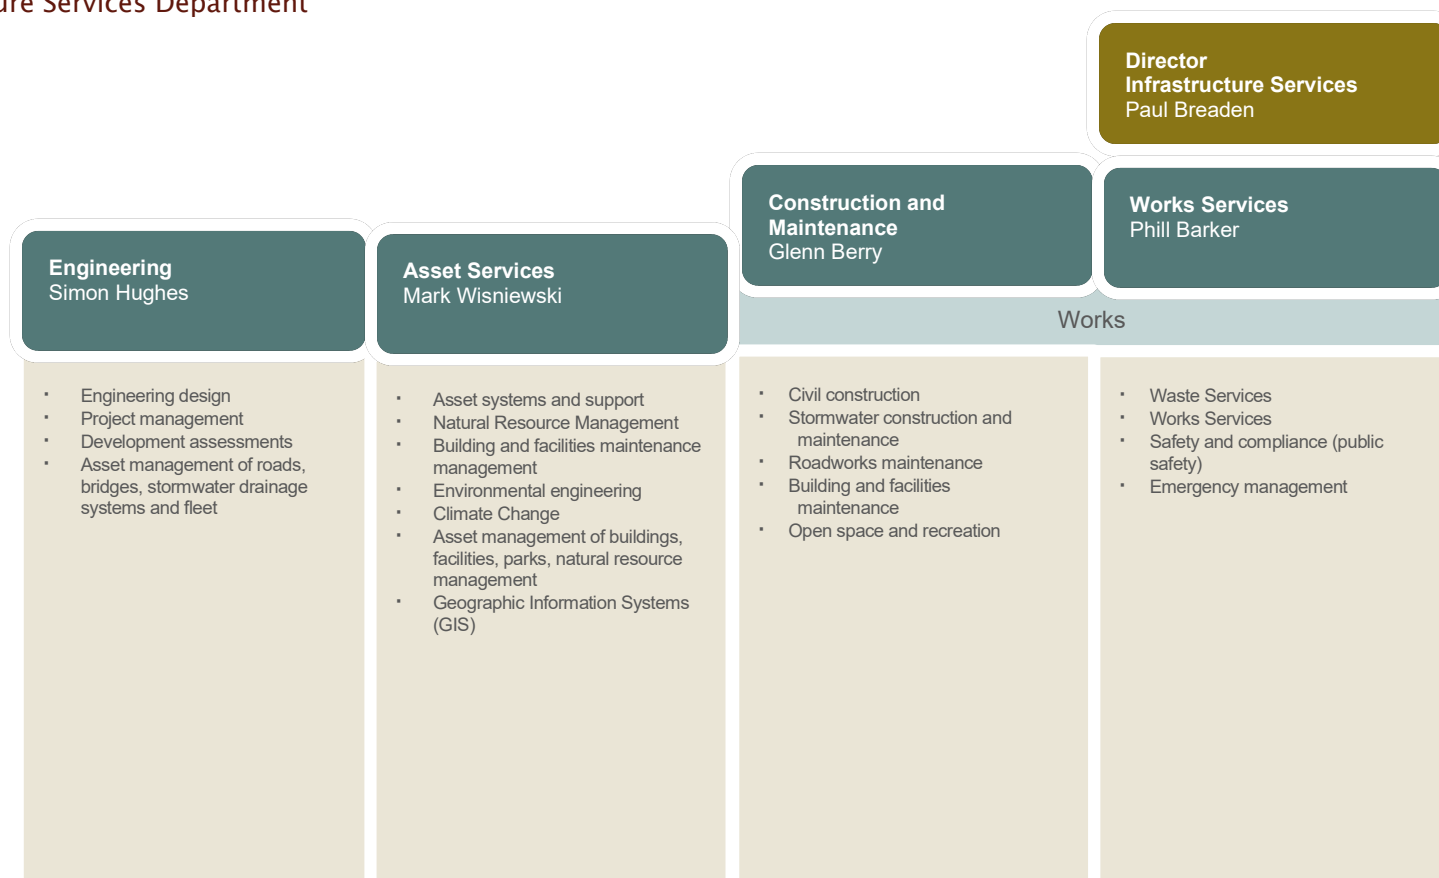 ure Services Department
Director
Infrastructure Services
Paul Breaden
Construction and
Maintenance
Glenn Berry
Works Services
Phill Barker
Engineering
Simon Hughes
Asset Services
Mark Wisniewski
Works
▪ Engineering design
▪ Project management
▪ Development assessments
▪ Asset management of roads,
bridges, stormwater drainage
systems and fleet
▪ Asset systems and support
▪ Natural Resource Management
▪ Building and facilities maintenance
management
▪ Environmental engineering
▪ Climate Change
▪ Asset management of buildings,
facilities, parks, natural resource
management
▪ Geographic Information Systems
(GIS)
▪ Civil construction
▪ Stormwater construction and
maintenance
▪ Roadworks maintenance
▪ Building and facilities
maintenance
▪ Open space and recreation
▪ Waste Services
▪ Works Services
▪ Safety and compliance (public
safety)
▪ Emergency management